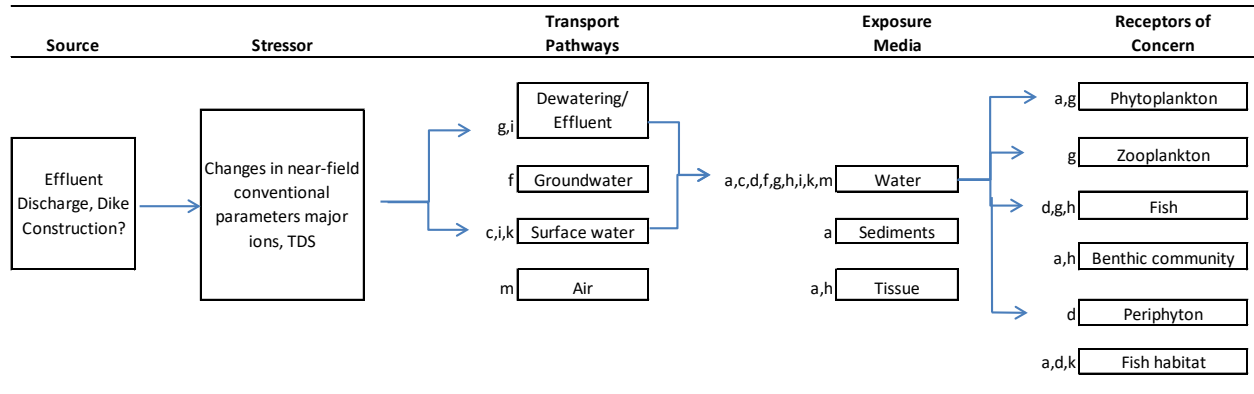 Source
Stressor
Transport
Pathways
Exposure
Media
Receptors of
Concern
Effluent
Discharge, Dike
Construction?
Changes in near-field
conventional
parameters major
ions, TDS
g,i
Dewatering/
Effluent
f
Groundwater
c,i,k
Surface water
m
Air
a,c,d,f,g,h,i,k,m
Water
a
Sediments
a,h
Tissue
a,g
Phytoplankton
g
Zooplankton
d,g,h
Fish
a,h
Benthic community
d
Periphyton
a,d,k
Fish habitat